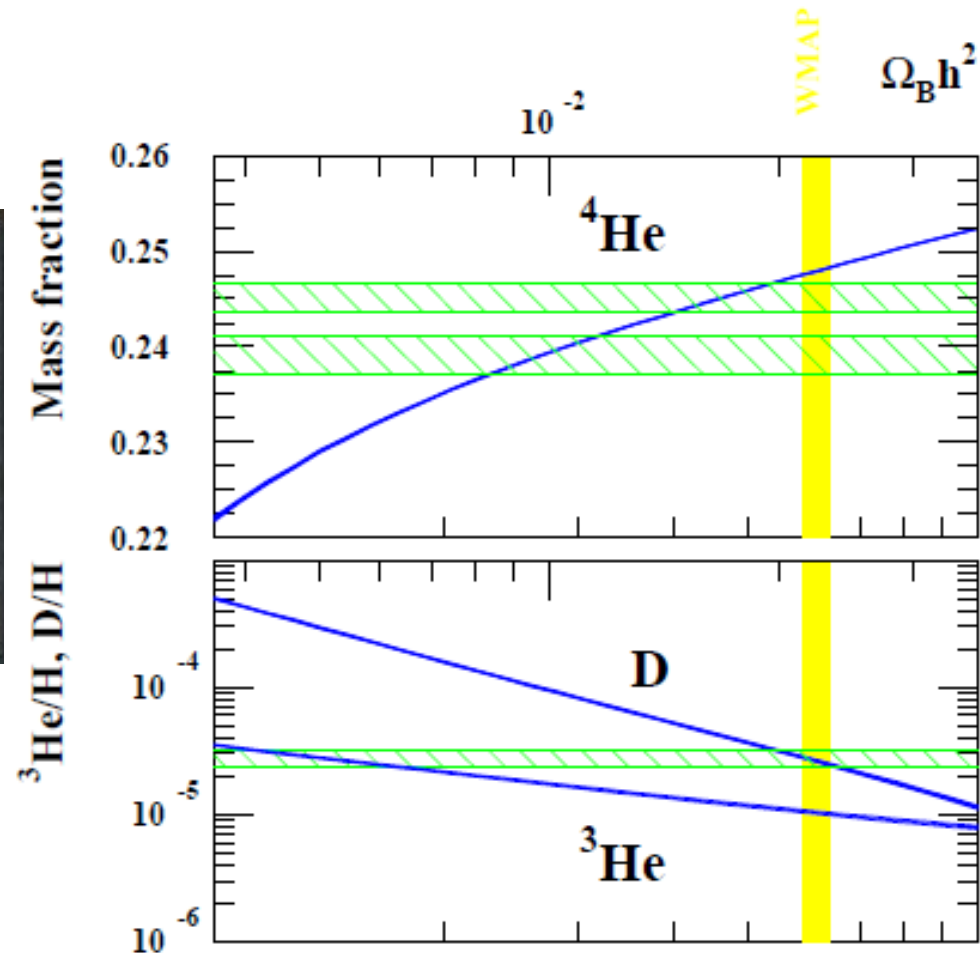 WMAP
Ω_B h²
10⁻²
Mass fraction
0.26
0.25
0.24
0.23
0.22
⁴He
³He/H, D/H
10⁻⁴
10⁻⁵
10⁻⁶
D
³He